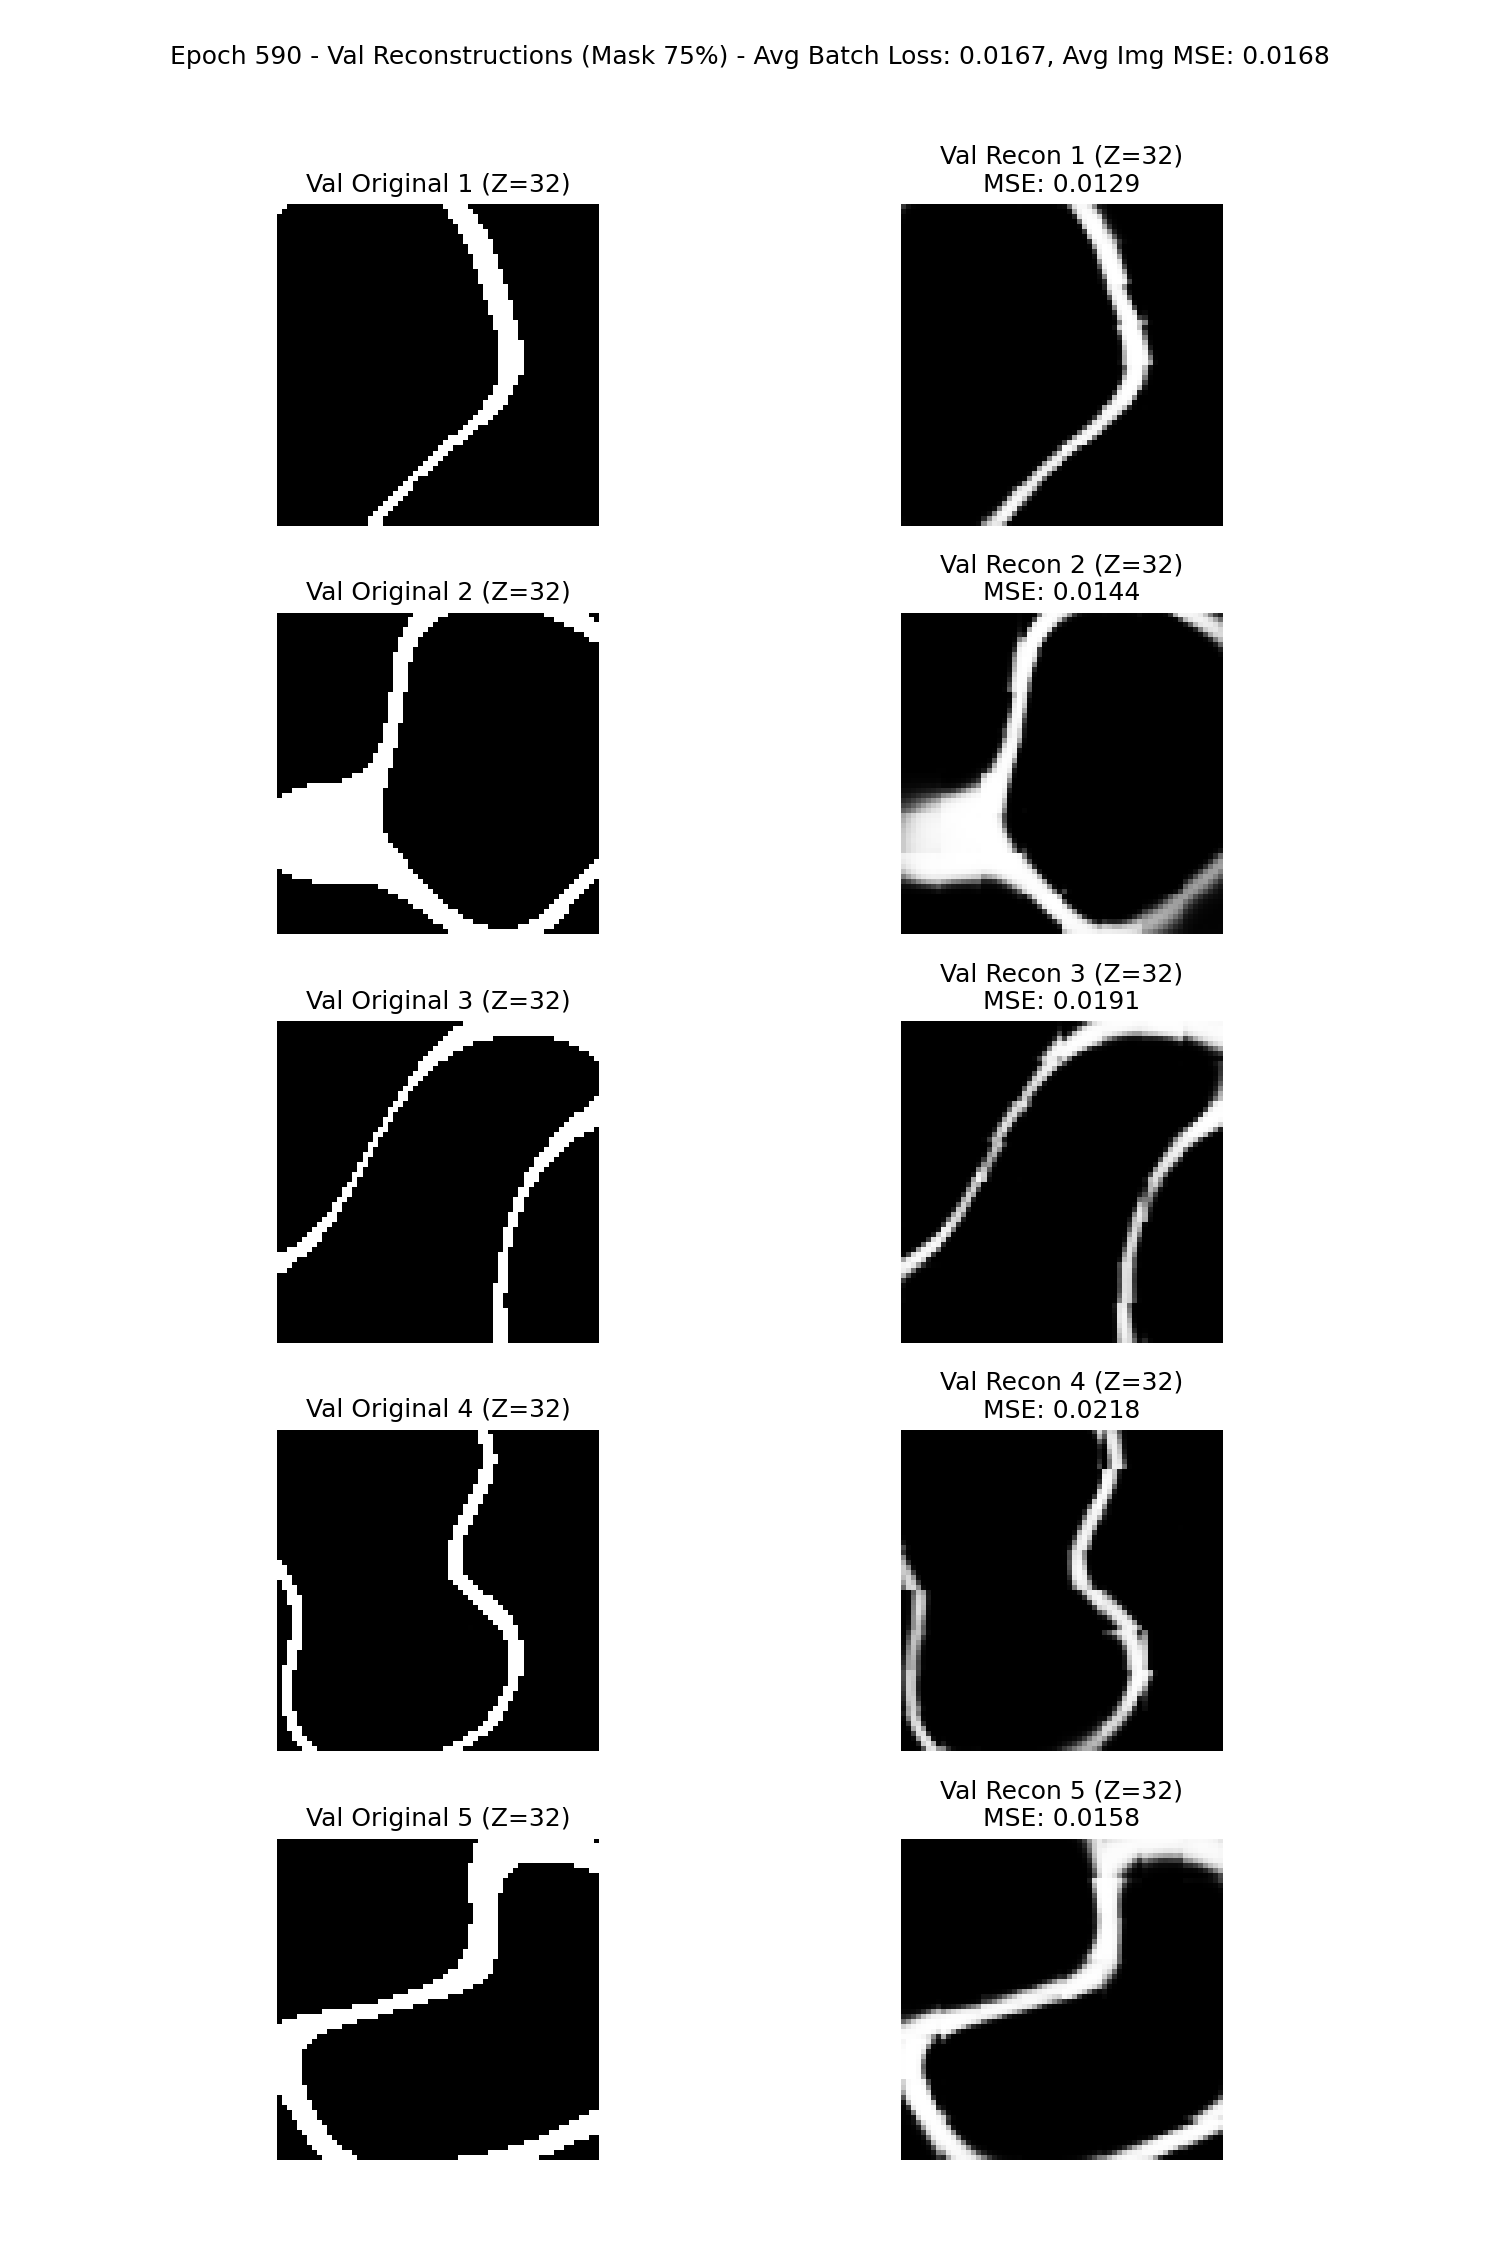 Epoch 590 - Val Reconstructions (Mask 75%) - Avg Batch Loss: 0.0167, Avg Img MSE: 0.0168
Val Original 1 (Z=32)
Val Recon 1 (Z=32)
MSE: 0.0129
Val Original 2 (Z=32)
Val Recon 2 (Z=32)
MSE: 0.0144
Val Original 3 (Z=32)
Val Recon 3 (Z=32)
MSE: 0.0191
Val Original 4 (Z=32)
Val Recon 4 (Z=32)
MSE: 0.0218
Val Original 5 (Z=32)
Val Recon 5 (Z=32)
MSE: 0.0158